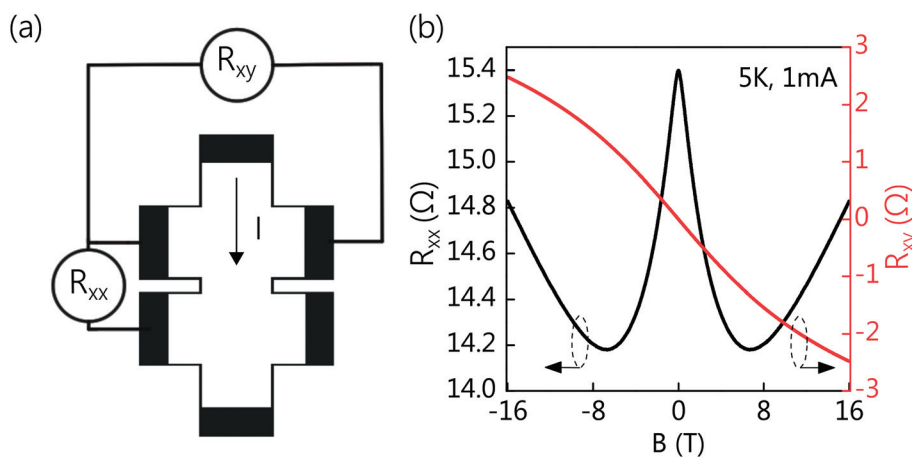 (a)
R_xy
I
R_xx
(b)
5K, 1mA
R_xx (Ω)
15.4
15.2
15.0
14.8
14.6
14.4
14.2
14.0
R_xy (Ω)
3
2
1
0
-1
-2
-3
-16
-8
0
8
16
B (T)